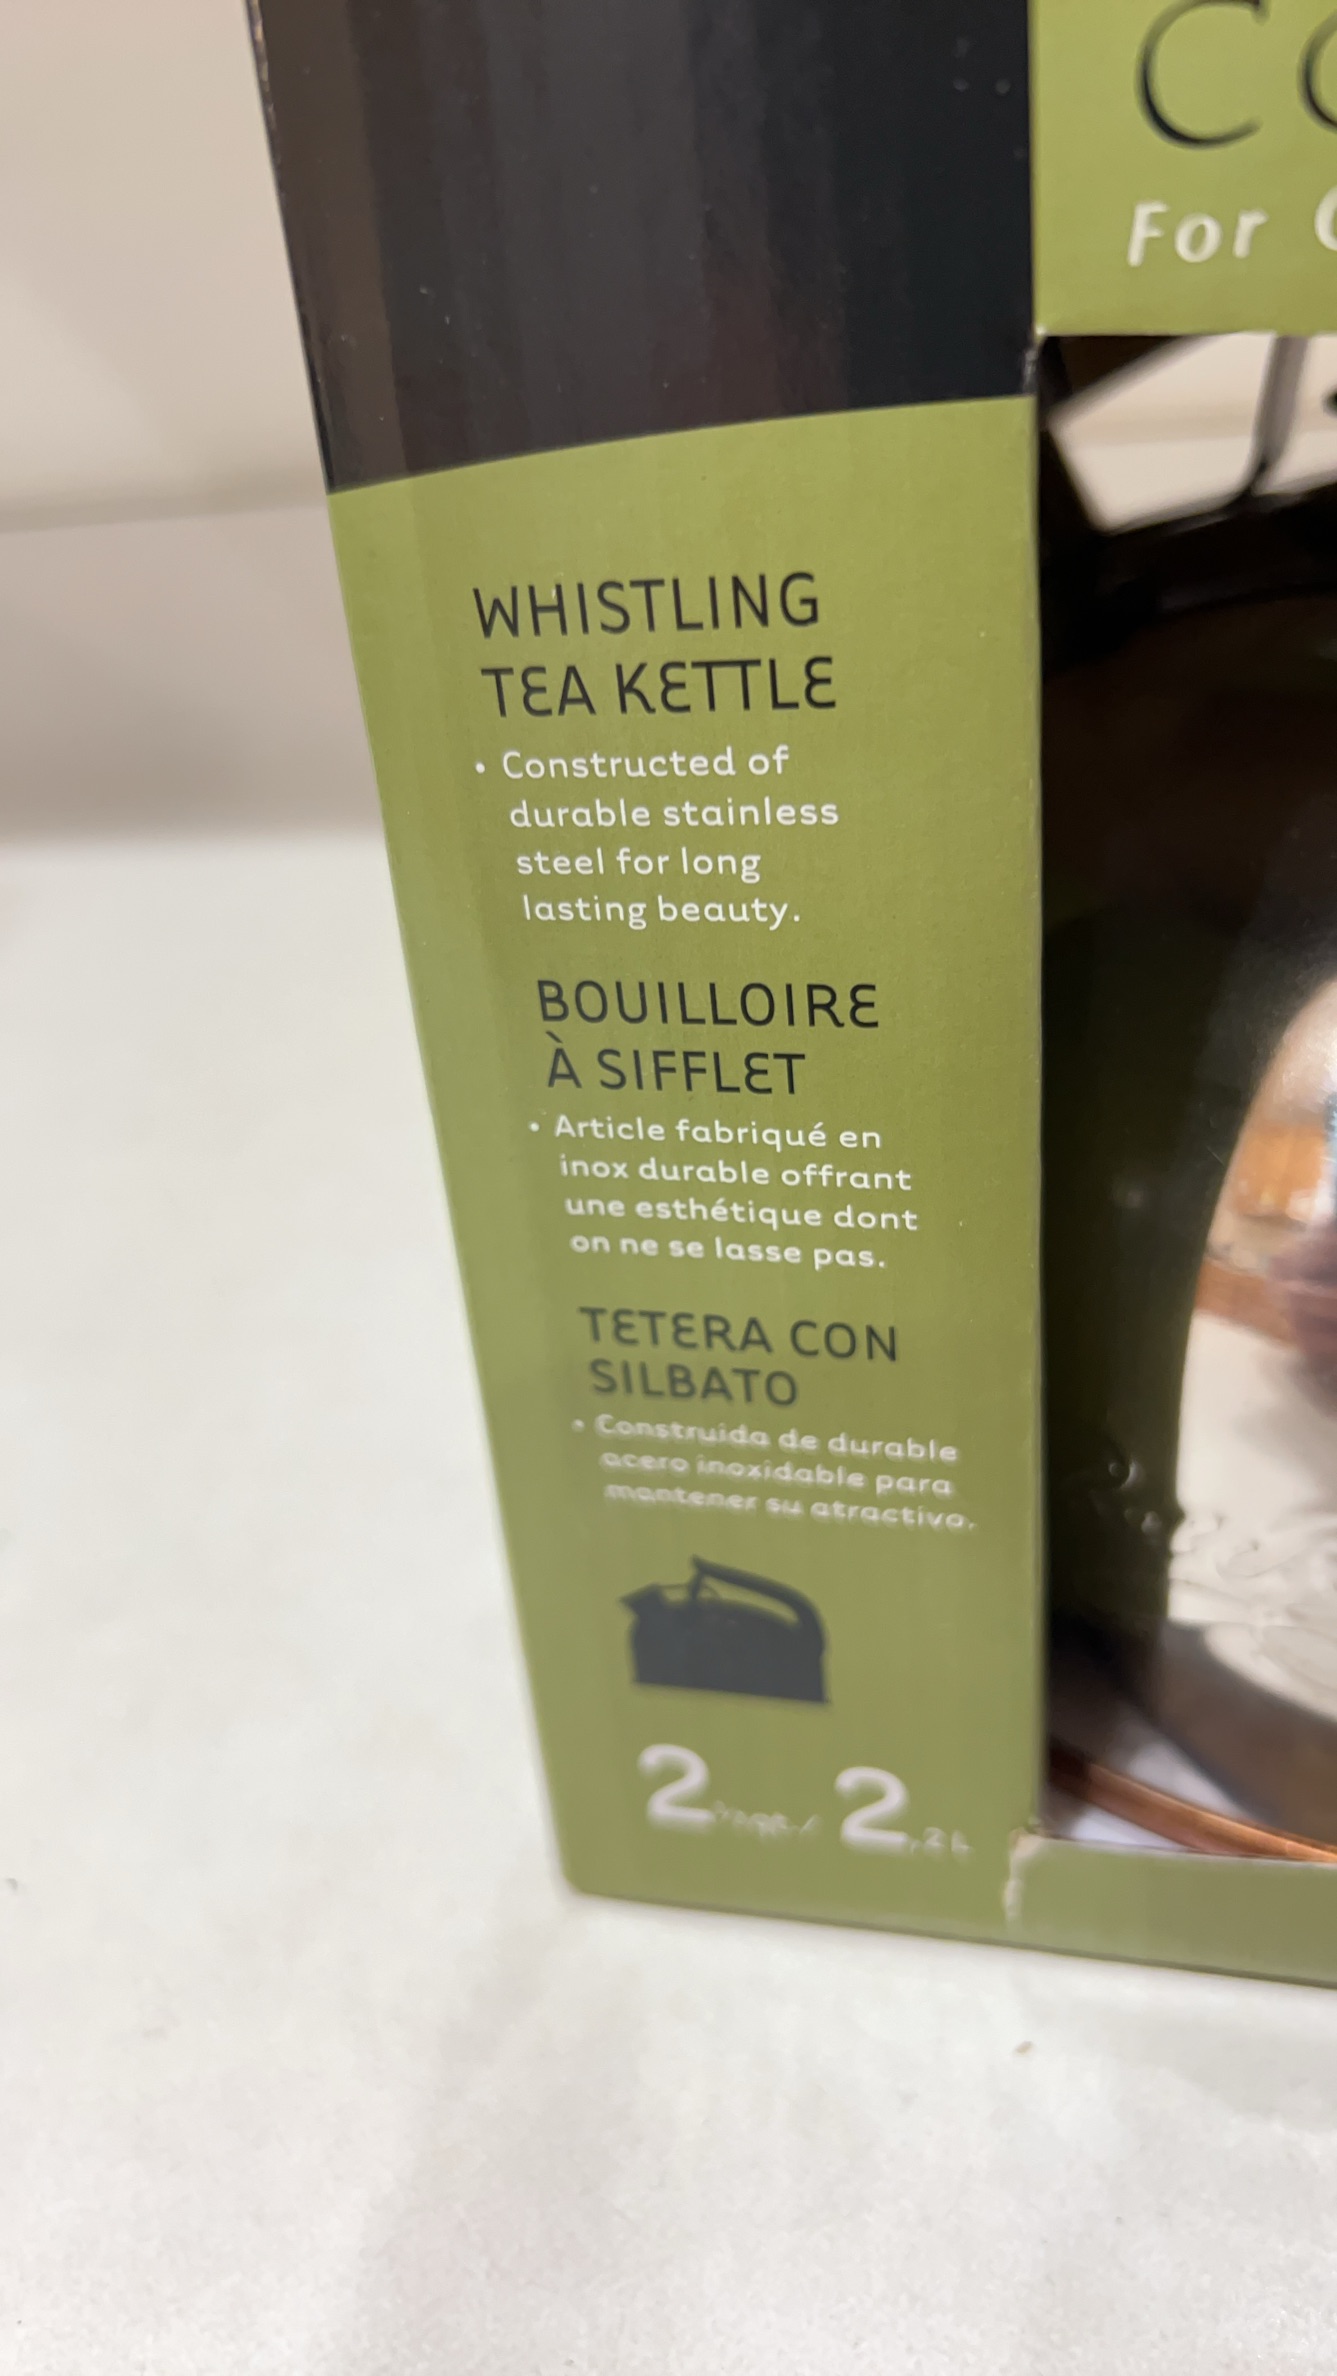 For
WHISTLING
TEA KETTLE
• Constructed of
durable stainless
steel for long
lasting beauty.
BOUILLOIRE
À SIFFLET
• Article fabriqué en
inox durable offrant
une esthétique dont
on ne se lasse pas.
TETERA CON
SILBATO
• Construida de durable
acero inoxidable para
mantener su atractivo.
2 2.2 L